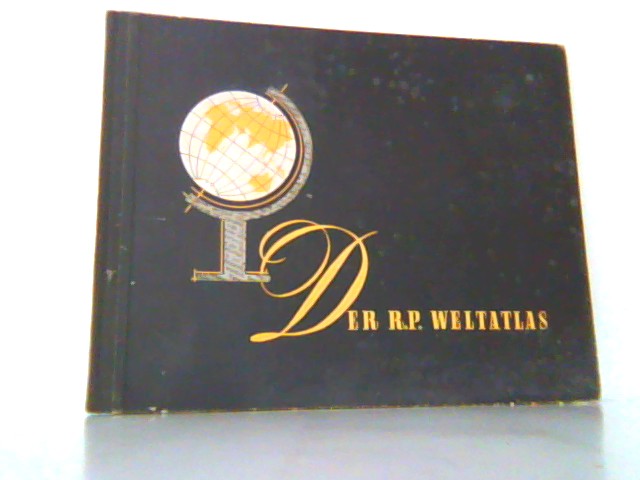 DER R.P. WELTATLAS